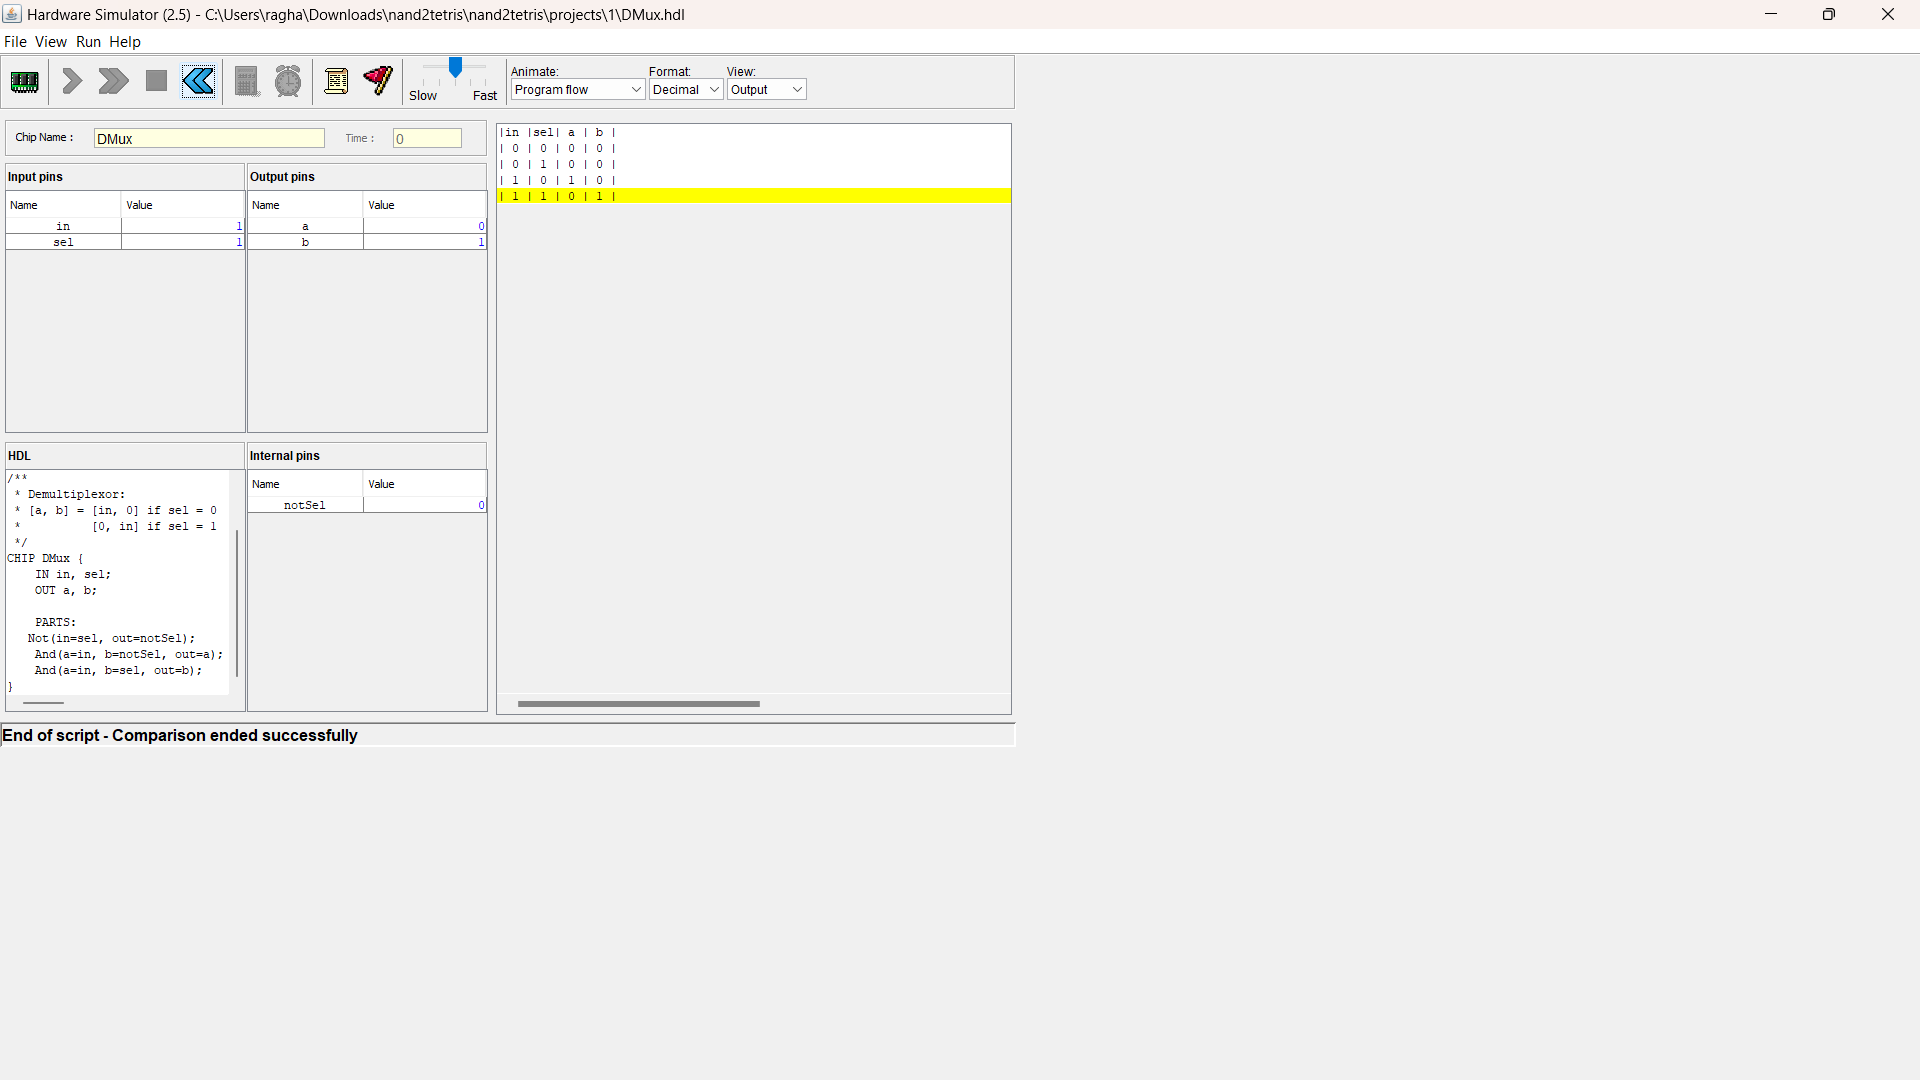 Hardware Simulator (2.5) - C:\Users\ragha\Downloads\nand2tetris\nand2tetris\projects\1\DMux.hdl
File View Run Help
Slow Fast
Animate: Format: View:
Program flow Decimal Output
Chip Name : DMux Time : 0
Input pins
Name Value
in 1
sel 1
Output pins
Name Value
a 0
b 1
HDL
/**
 * Demultiplexor:
 * [a, b] = [in, 0] if sel = 0
 *          [0, in] if sel = 1
 */
CHIP DMux {
    IN in, sel;
    OUT a, b;
    PARTS:
   Not(in=sel, out=notSel);
    And(a=in, b=notSel, out=a);
    And(a=in, b=sel, out=b);
}
Internal pins
Name Value
notSel 0
|in |sel| a | b |
| 0 | 0 | 0 | 0 |
| 0 | 1 | 0 | 0 |
| 1 | 0 | 1 | 0 |
| 1 | 1 | 0 | 1 |
End of script - Comparison ended successfully